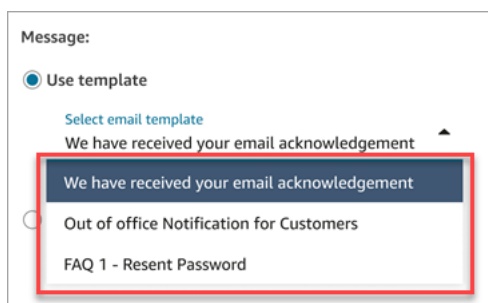 Message:
Use template
Select email template
We have received your email acknowledgement
We have received your email acknowledgement
Out of office Notification for Customers
FAQ 1 - Resent Password